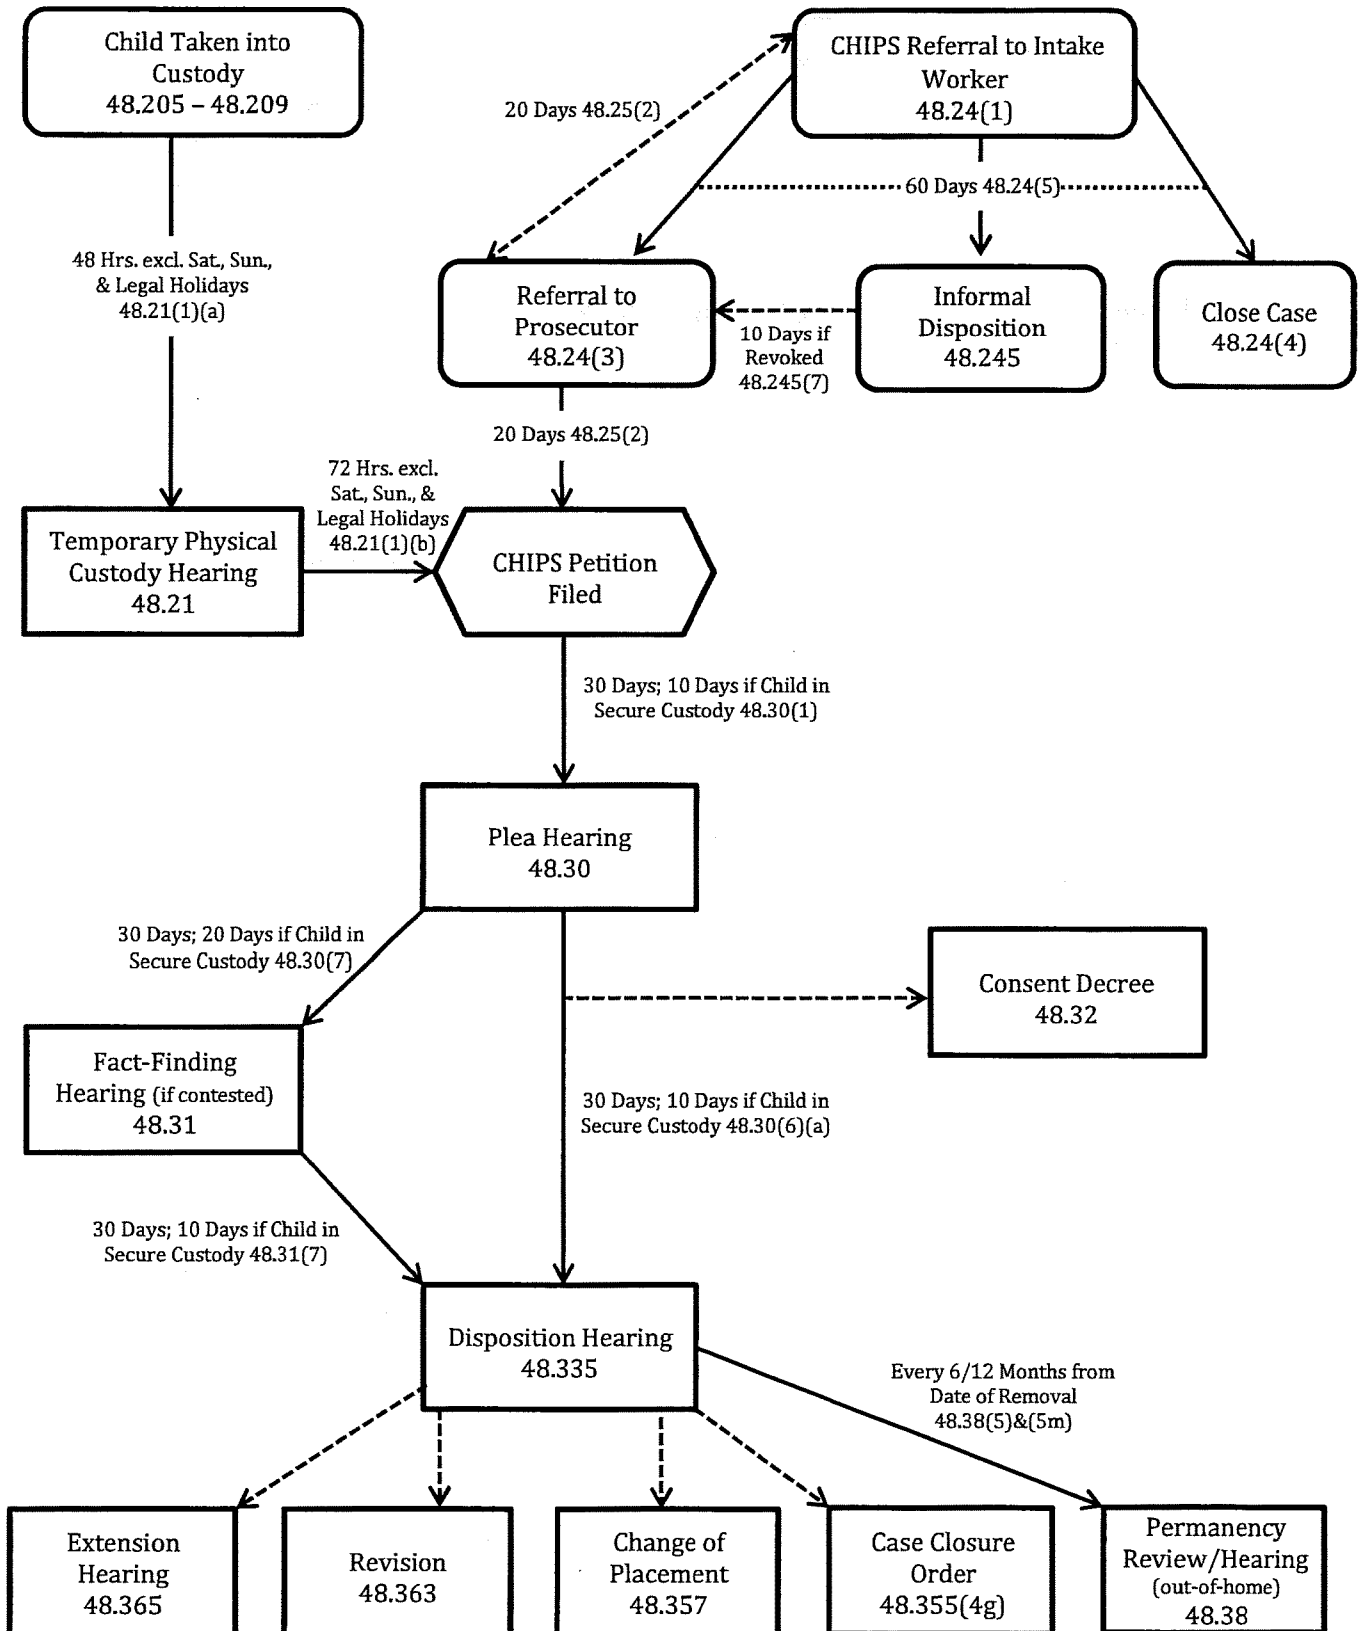 Child Taken into
Custody
48.205 – 48.209
CHIPS Referral to Intake
Worker
48.24(1)
20 Days 48.25(2)
60 Days 48.24(5)
48 Hrs. excl. Sat., Sun.,
& Legal Holidays
48.21(1)(a)
Referral to
Prosecutor
48.24(3)
10 Days if
Revoked
48.245(7)
Informal
Disposition
48.245
Close Case
48.24(4)
20 Days 48.25(2)
72 Hrs. excl.
Sat., Sun., &
Legal Holidays
48.21(1)(b)
Temporary Physical
Custody Hearing
48.21
CHIPS Petition
Filed
30 Days; 10 Days if Child in
Secure Custody 48.30(1)
Plea Hearing
48.30
30 Days; 20 Days if Child in
Secure Custody 48.30(7)
Consent Decree
48.32
Fact-Finding
Hearing (if contested)
48.31
30 Days; 10 Days if Child in
Secure Custody 48.30(6)(a)
30 Days; 10 Days if Child in
Secure Custody 48.31(7)
Disposition Hearing
48.335
Every 6/12 Months from
Date of Removal
48.38(5)&(5m)
Extension
Hearing
48.365
Revision
48.363
Change of
Placement
48.357
Case Closure
Order
48.355(4g)
Permanency
Review/Hearing
(out-of-home)
48.38